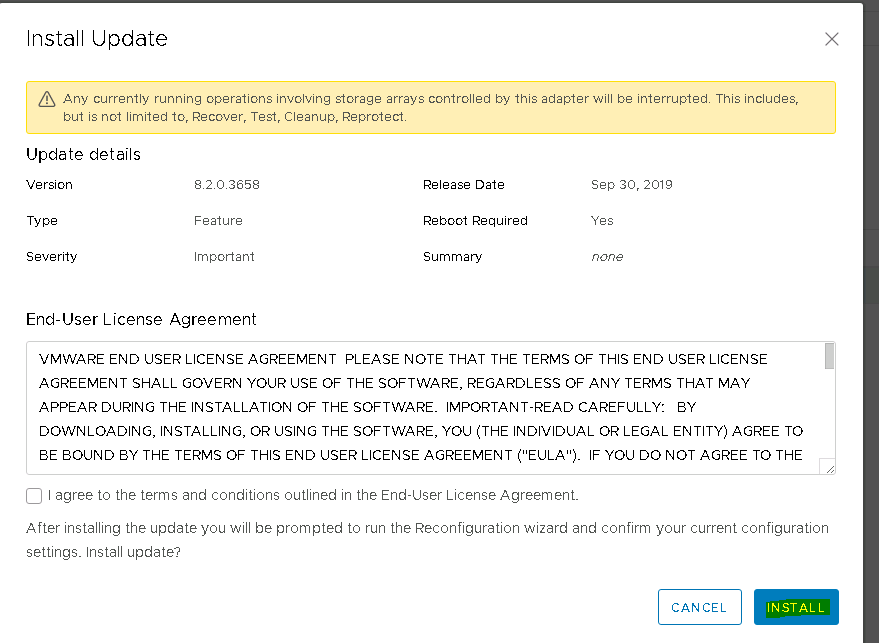 Install Update
Any currently running operations involving storage arrays controlled by this adapter will be interrupted. This includes,
but is not limited to, Recover, Test, Cleanup, Reprotect.
Update details
Version 8.2.0.3658 Release Date Sep 30, 2019
Type Feature Reboot Required Yes
Severity Important Summary none
End-User License Agreement
VMWARE END USER LICENSE AGREEMENT  PLEASE NOTE THAT THE TERMS OF THIS END USER LICENSE
AGREEMENT SHALL GOVERN YOUR USE OF THE SOFTWARE, REGARDLESS OF ANY TERMS THAT MAY
APPEAR DURING THE INSTALLATION OF THE SOFTWARE.  IMPORTANT-READ CAREFULLY:   BY
DOWNLOADING, INSTALLING, OR USING THE SOFTWARE, YOU (THE INDIVIDUAL OR LEGAL ENTITY) AGREE TO
BE BOUND BY THE TERMS OF THIS END USER LICENSE AGREEMENT ("EULA").  IF YOU DO NOT AGREE TO THE
I agree to the terms and conditions outlined in the End-User License Agreement.
After installing the update you will be prompted to run the Reconfiguration wizard and confirm your current configuration
settings. Install update?
CANCEL INSTALL